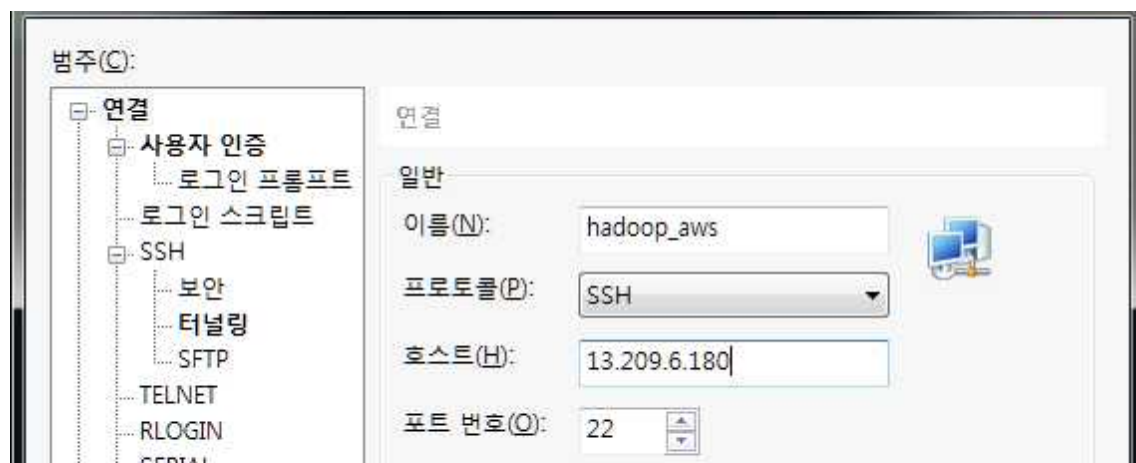 범주(C):
연결
사용자 인증
로그인 프롬프트
로그인 스크립트
SSH
보안
터널링
SFTP
TELNET
RLOGIN
SERIAL
연결
일반
이름(N): hadoop_aws
프로토콜(P): SSH
호스트(H): 13.209.6.180
포트 번호(O): 22